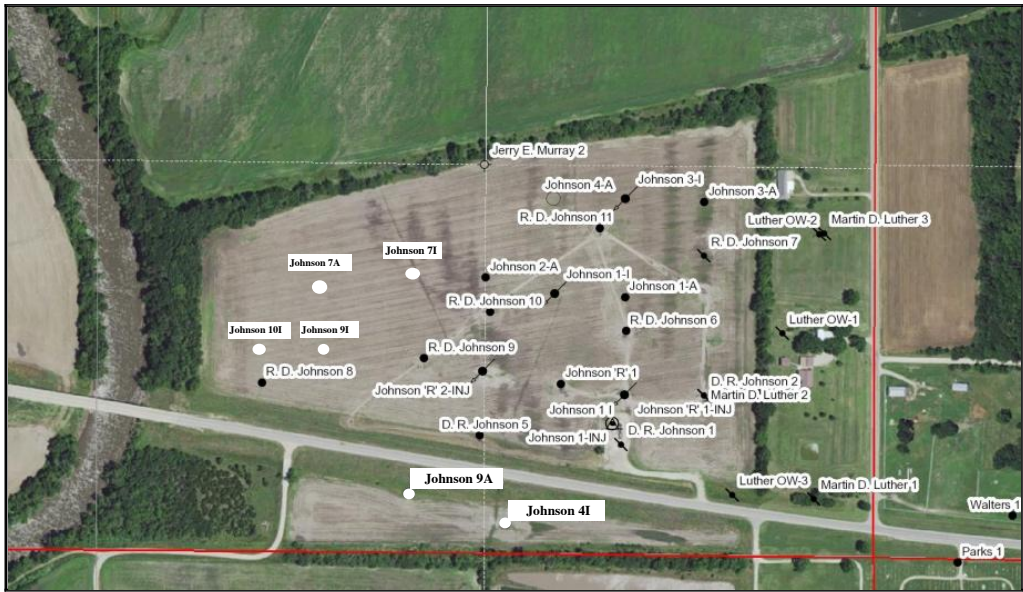 Jerry E. Murray 2
Johnson 4-A
Johnson 3-I
Johnson 3-A
R. D. Johnson 11
Luther OW-2
Martin D. Luther 3
R. D. Johnson 7
Johnson 7I
Johnson 7A
Johnson 2-A
Johnson 1-I
Johnson 1-A
R. D. Johnson 10
R. D. Johnson 6
Luther OW-1
Johnson 10I
Johnson 9I
R. D. Johnson 9
R. D. Johnson 8
Johnson 'R' 1
D. R. Johnson 2
Martin D. Luther 2
Johnson 'R' 2-INJ
Johnson 1 I
Johnson 'R' 1-INJ
D. R. Johnson 5
D. R. Johnson 1
Johnson 1-INJ
Johnson 9A
Luther OW-3
Martin D. Luther 1
Johnson 4I
Walters 1
Parks 1